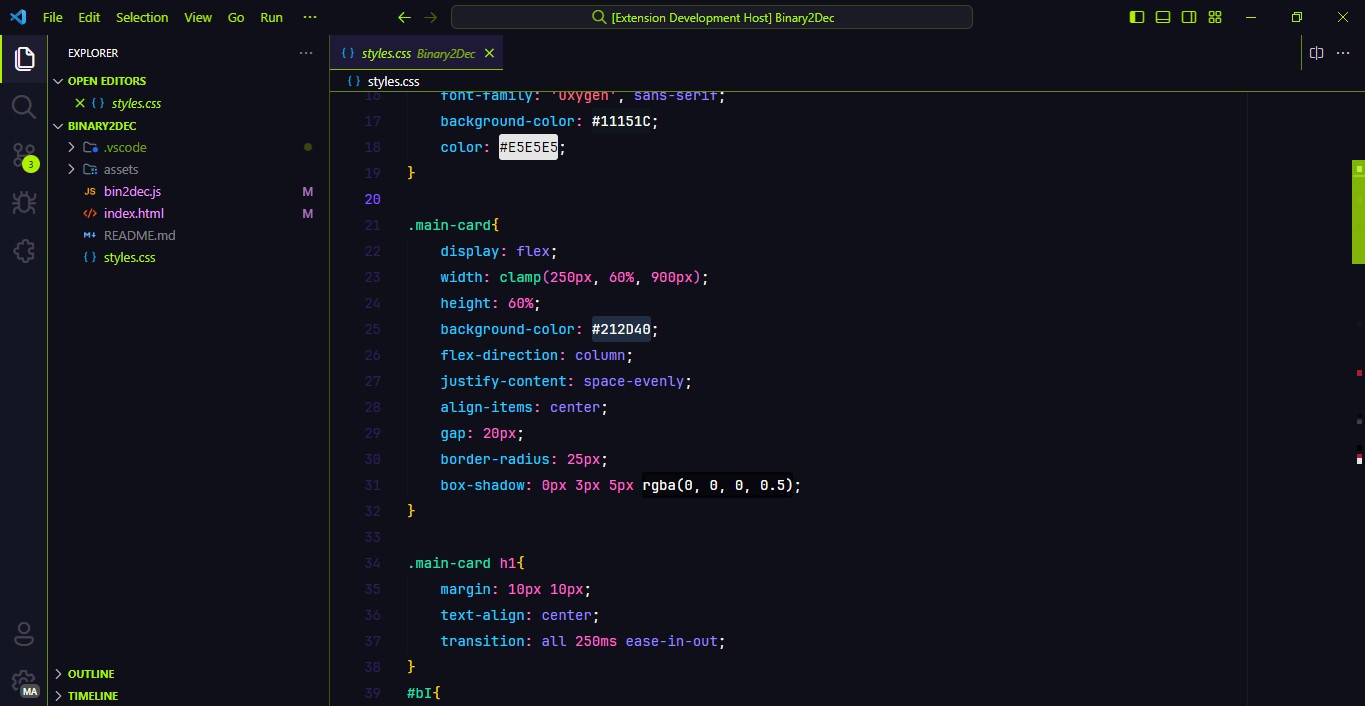 File Edit Selection View Go Run ···
[Extension Development Host] Binary2Dec
EXPLORER
OPEN EDITORS
styles.css
BINARY2DEC
.vscode
assets
JS bin2dec.js M
index.html M
README.md
styles.css
OUTLINE
TIMELINE
3
MA
{ } styles.css Binary2Dec
{ } styles.css
16 font-family: 'Oxygen', sans-serif;
17 background-color: #11151C;
18 color: #E5E5E5;
19 }
20
21 .main-card{
22 display: flex;
23 width: clamp(250px, 60%, 900px);
24 height: 60%;
25 background-color: #212D40;
26 flex-direction: column;
27 justify-content: space-evenly;
28 align-items: center;
29 gap: 20px;
30 border-radius: 25px;
31 box-shadow: 0px 3px 5px rgba(0, 0, 0, 0.5);
32 }
33
34 .main-card h1{
35 margin: 10px 10px;
36 text-align: center;
37 transition: all 250ms ease-in-out;
38 }
39 #bI{